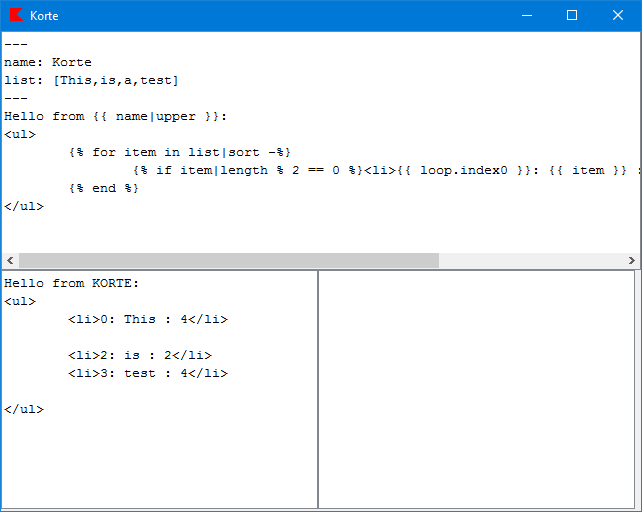 Korte
---
name: Korte
list: [This,is,a,test]
---
Hello from {{ name|upper }}:
<ul>
        {% for item in list|sort -%}
                {% if item|length % 2 == 0 %}<li>{{ loop.index0 }}: {{ item }} :
        {% end %}
</ul>
Hello from KORTE:
<ul>
        <li>0: This : 4</li>

        <li>2: is : 2</li>
        <li>3: test : 4</li>

</ul>